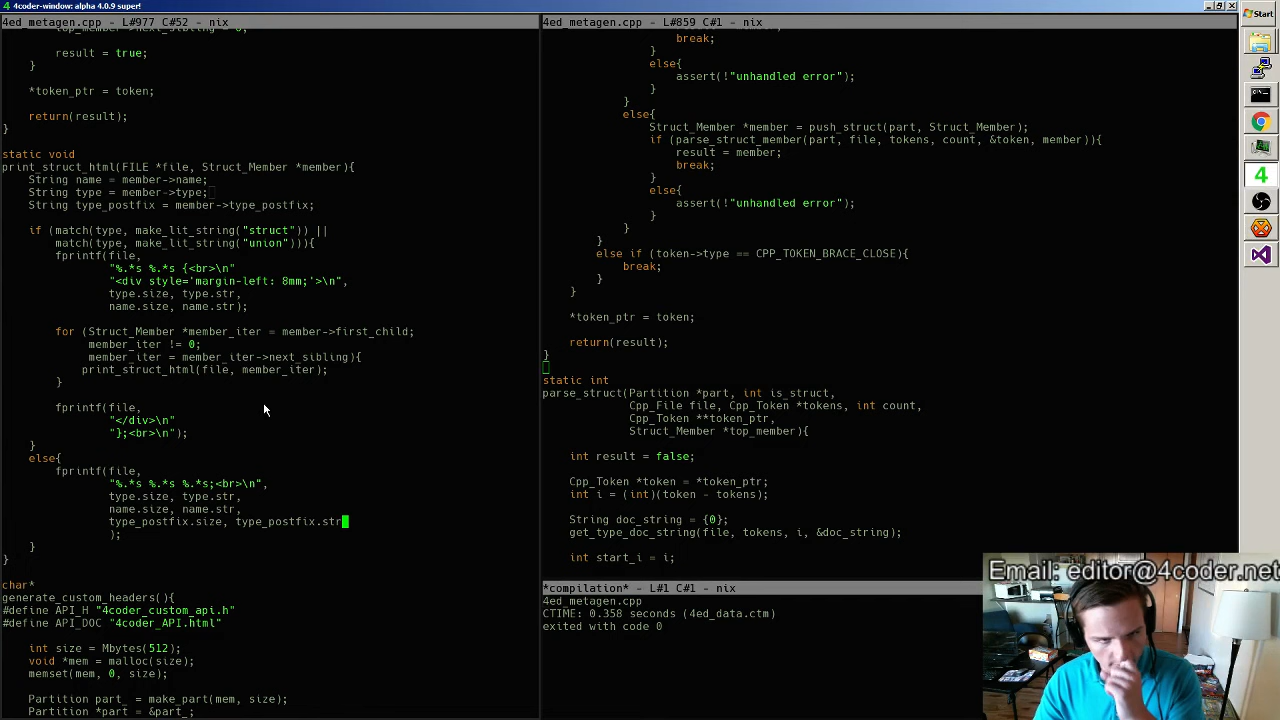 4coder-window: alpha 4.0.9 super!
4ed_metagen.cpp - L#977 C#52 - nix
result = true;
}
*token_ptr = token;
return(result);
}
static void
print_struct_html(FILE *file, Struct_Member *member){
String name = member->name;
String type = member->type;
String type_postfix = member->type_postfix;
if (match(type, make_lit_string("struct")) ||
match(type, make_lit_string("union"))){
fprintf(file,
"%.*s %.*s {<br>\n"
"<div style='margin-left: 8mm;'>\n",
type.size, type.str,
name.size, name.str);
for (Struct_Member *member_iter = member->first_child;
member_iter != 0;
member_iter = member_iter->next_sibling){
print_struct_html(file, member_iter);
}
fprintf(file,
"</div>\n"
"};<br>\n");
}
else{
fprintf(file,
"%.*s %.*s %.*s;<br>\n",
type.size, type.str,
name.size, name.str,
type_postfix.size, type_postfix.str
);
}
}
char*
generate_custom_headers(){
#define API_H "4coder_custom_api.h"
#define API_DOC "4coder_API.html"
int size = Mbytes(512);
void *mem = malloc(size);
memset(mem, 0, size);
Partition part_ = make_part(mem, size);
Partition *part = &part_;
4ed_metagen.cpp - L#859 C#1 - nix
break;
}
else{
assert(!"unhandled error");
}
}
else{
Struct_Member *member = push_struct(part, Struct_Member);
if (parse_struct_member(part, file, tokens, count, &token, member)){
result = member;
break;
}
else{
assert(!"unhandled error");
}
}
}
else if (token->type == CPP_TOKEN_BRACE_CLOSE){
break;
}
}
*token_ptr = token;
return(result);
}
static int
parse_struct(Partition *part, int is_struct,
Cpp_File file, Cpp_Token *tokens, int count,
Cpp_Token **token_ptr,
Struct_Member *top_member){
int result = false;
Cpp_Token *token = *token_ptr;
int i = (int)(token - tokens);
String doc_string = {0};
get_type_doc_string(file, tokens, i, &doc_string);
int start_i = i;
*compilation* - L#1 C#1 - nix
4ed_metagen.cpp
CTIME: 0.358 seconds (4ed_data.ctm)
exited with code 0
Start
4
Email: editor@4coder.net